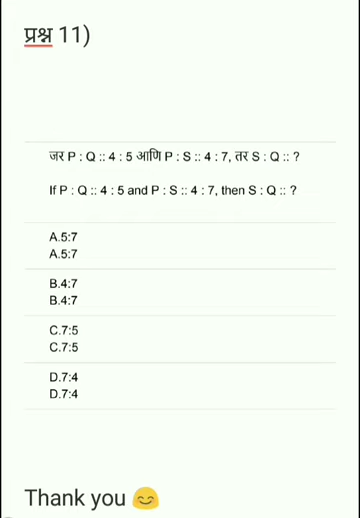 प्रश्न 11)
जर P : Q :: 4 : 5 आणि P : S :: 4 : 7, तर S : Q :: ?
If P : Q :: 4 : 5 and P : S :: 4 : 7, then S : Q :: ?
A.5:7
A.5:7
B.4:7
B.4:7
C.7:5
C.7:5
D.7:4
D.7:4
Thank you 😊